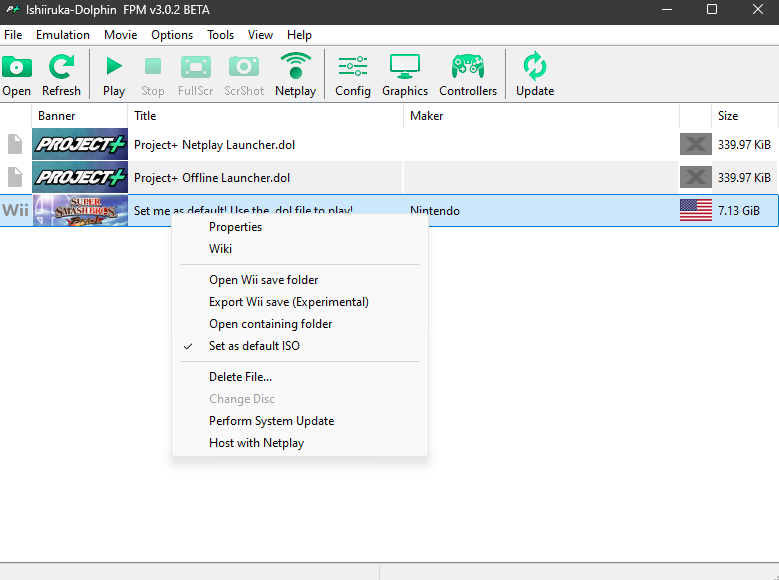 Ishiiruka-Dolphin FPM v3.0.2 BETA
File Emulation Movie Options Tools View Help
Open Refresh Play Stop FullScr ScrShot Netplay Config Graphics Controllers Update
Banner Title Maker Size
PROJECT+ Project+ Netplay Launcher.dol 339.97 KiB
PROJECT+ Project+ Offline Launcher.dol 339.97 KiB
Wii SUPER SMASH BROS. BRAWL Set me as default! Use the .dol file to play! Nintendo 7.13 GiB
Properties
Wiki
Open Wii save folder
Export Wii save (Experimental)
Open containing folder
Set as default ISO
Delete File...
Change Disc
Perform System Update
Host with Netplay